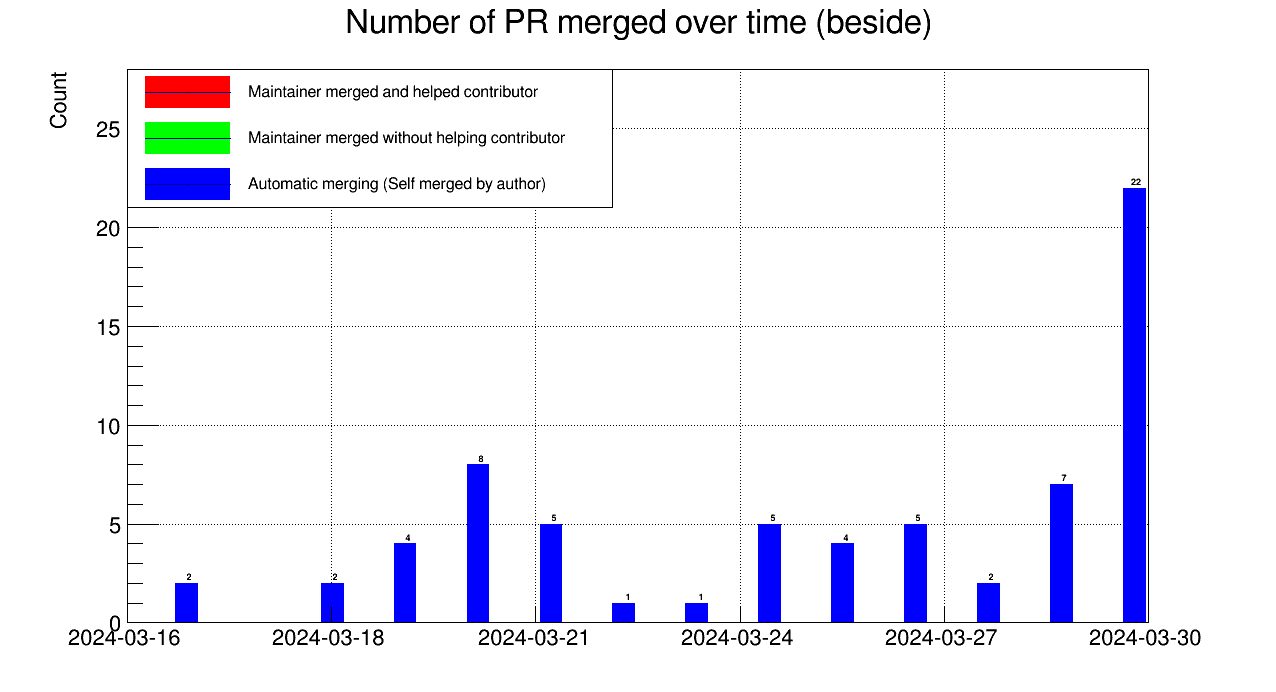 Number of PR merged over time (beside)
Count
Maintainer merged and helped contributor
Maintainer merged without helping contributor
Automatic merging (Self merged by author)
25
20
15
10
5
0
2 2 4 8 5 1 1 5 4 5 2 7 22
2024-03-16 2024-03-18 2024-03-21 2024-03-24 2024-03-27 2024-03-30